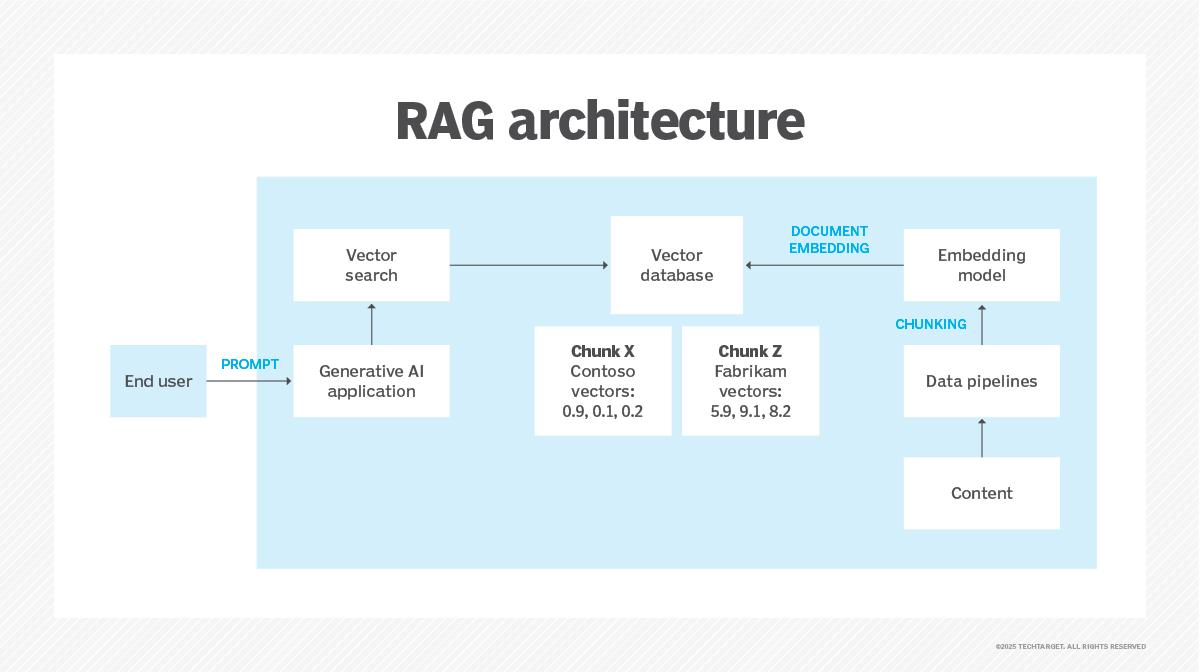 RAG architecture
Vector
search
Vector
database
DOCUMENT
EMBEDDING
Embedding
model
End user
PROMPT
Generative AI
application
Chunk X
Contoso
vectors:
0.9, 0.1, 0.2
Chunk Z
Fabrikam
vectors:
5.9, 9.1, 8.2
CHUNKING
Data pipelines
Content
©2025 TECHTARGET. ALL RIGHTS RESERVED